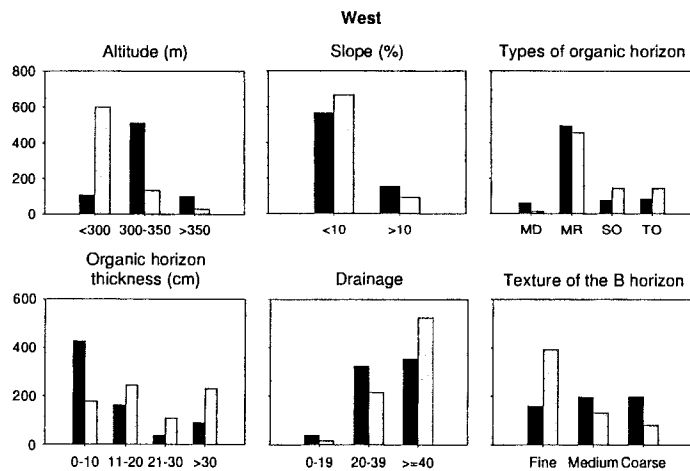 West
Altitude (m)
Slope (%)
Types of organic horizon
800
600
400
200
0
<300 300-350 >350
<10 >10
MD MR SO TO
Organic horizon
thickness (cm)
Drainage
Texture of the B horizon
600
400
200
0
0-10 11-20 21-30 >30
0-19 20-39 >=40
Fine Medium Coarse